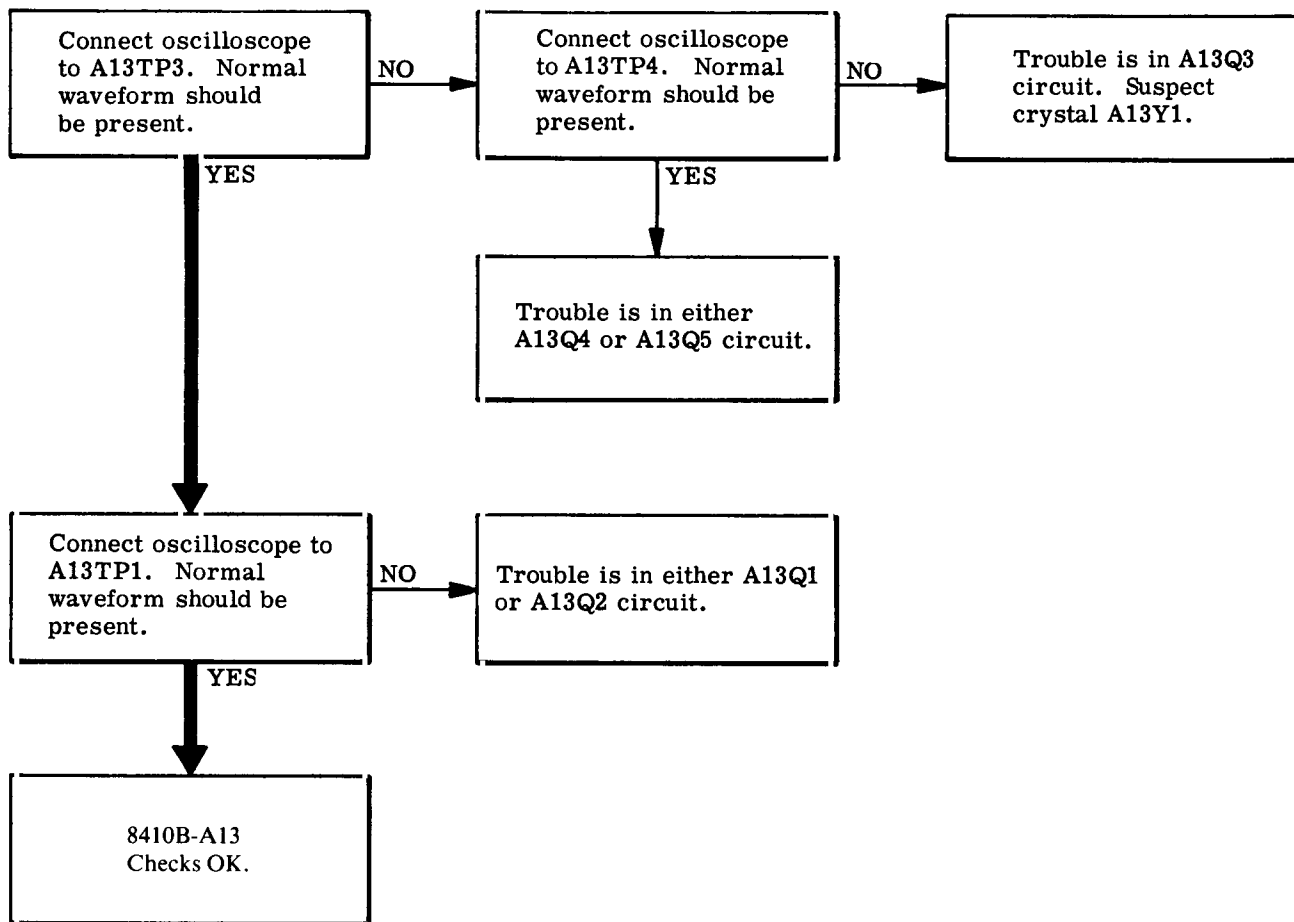 Connect oscilloscope
to A13TP3. Normal
waveform should
be present.
NO
Connect oscilloscope
to A13TP4. Normal
waveform should be
present.
NO
Trouble is in A13Q3
circuit. Suspect
crystal A13Y1.
YES
YES
Trouble is in either
A13Q4 or A13Q5 circuit.
Connect oscilloscope to
A13TP1. Normal
waveform should be
present.
NO
Trouble is in either A13Q1
or A13Q2 circuit.
YES
8410B-A13
Checks OK.